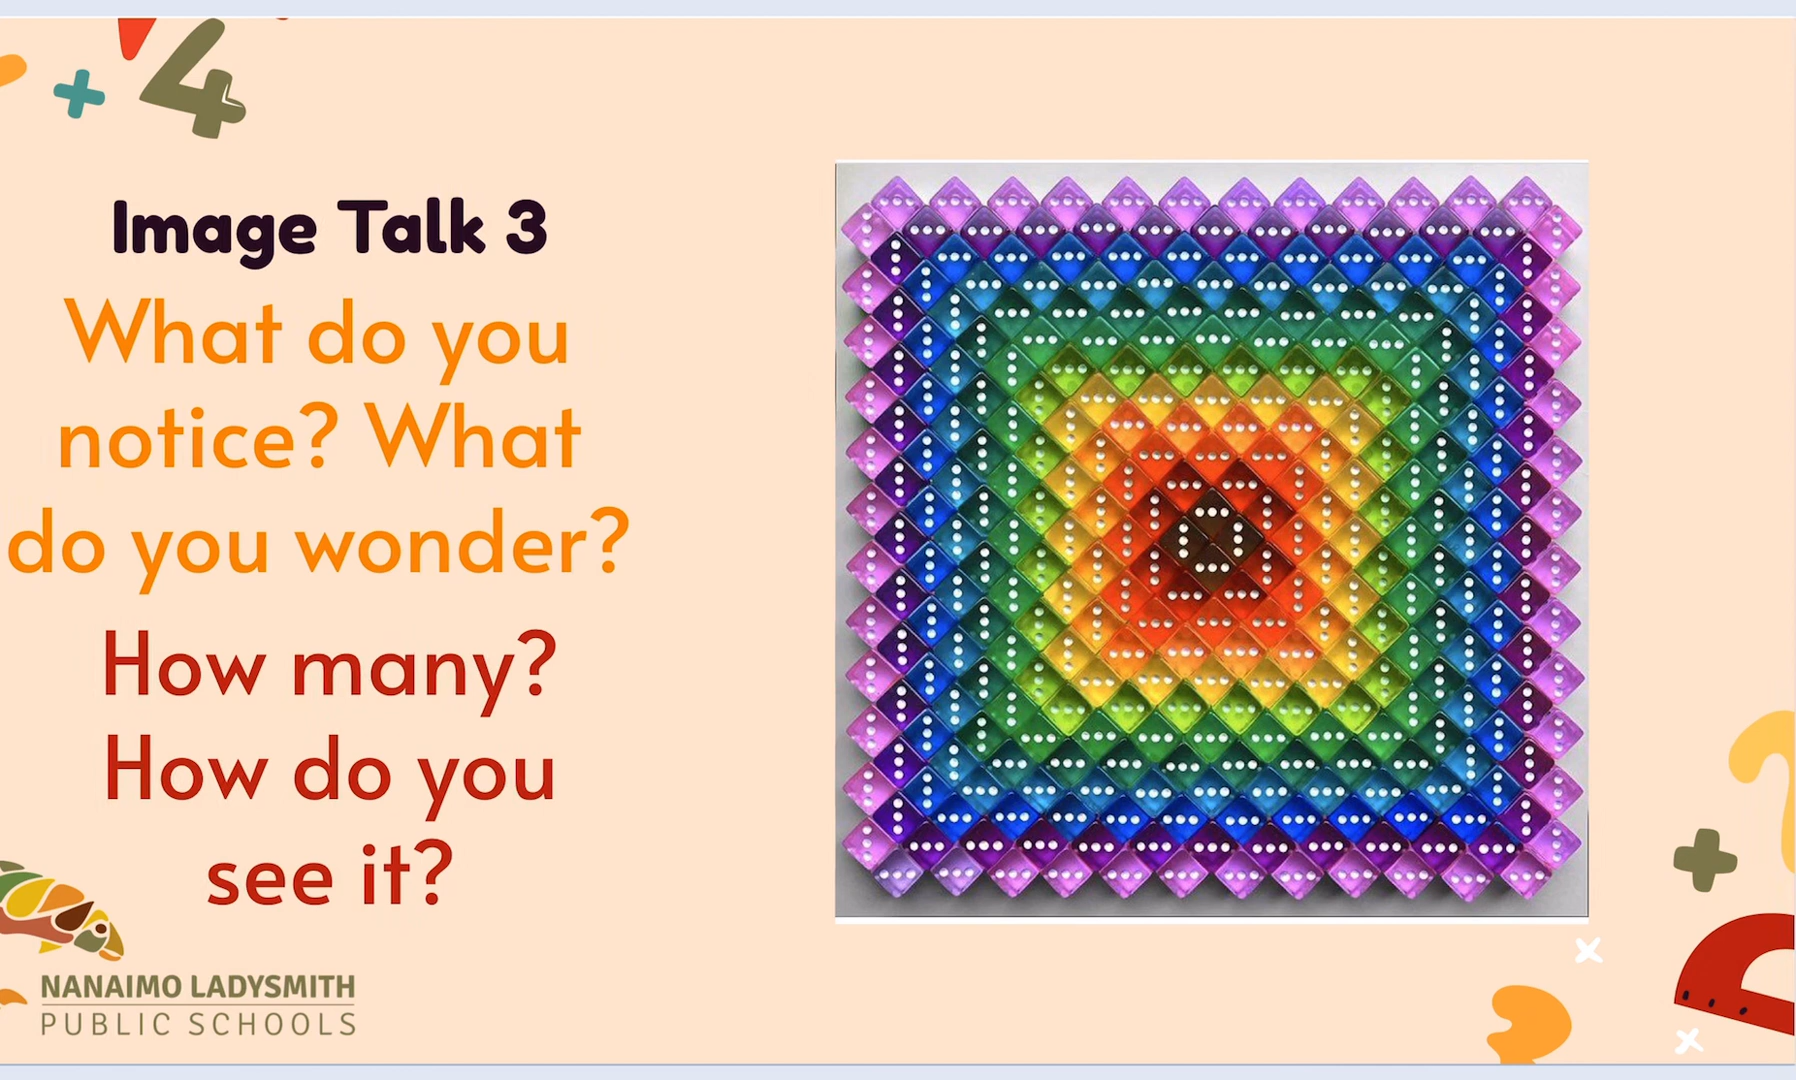 4
Image Talk 3
What do you
notice? What
do you wonder?
How many?
How do you
see it?
NANAIMO LADYSMITH
PUBLIC SCHOOLS